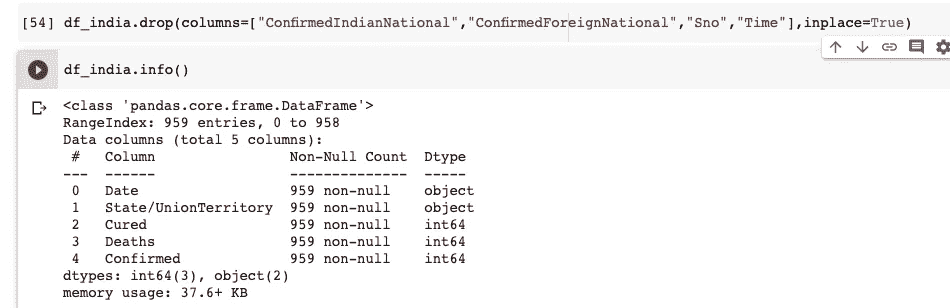 [54] df_india.drop(columns=["ConfirmedIndianNational","ConfirmedForeignNational","Sno","Time"],inplace=True)
df_india.info()
<class 'pandas.core.frame.DataFrame'>
RangeIndex: 959 entries, 0 to 958
Data columns (total 5 columns):
 #   Column                Non-Null Count  Dtype
---  ------                --------------  -----
 0   Date                  959 non-null    object
 1   State/UnionTerritory  959 non-null    object
 2   Cured                 959 non-null    int64
 3   Deaths                959 non-null    int64
 4   Confirmed             959 non-null    int64
dtypes: int64(3), object(2)
memory usage: 37.6+ KB